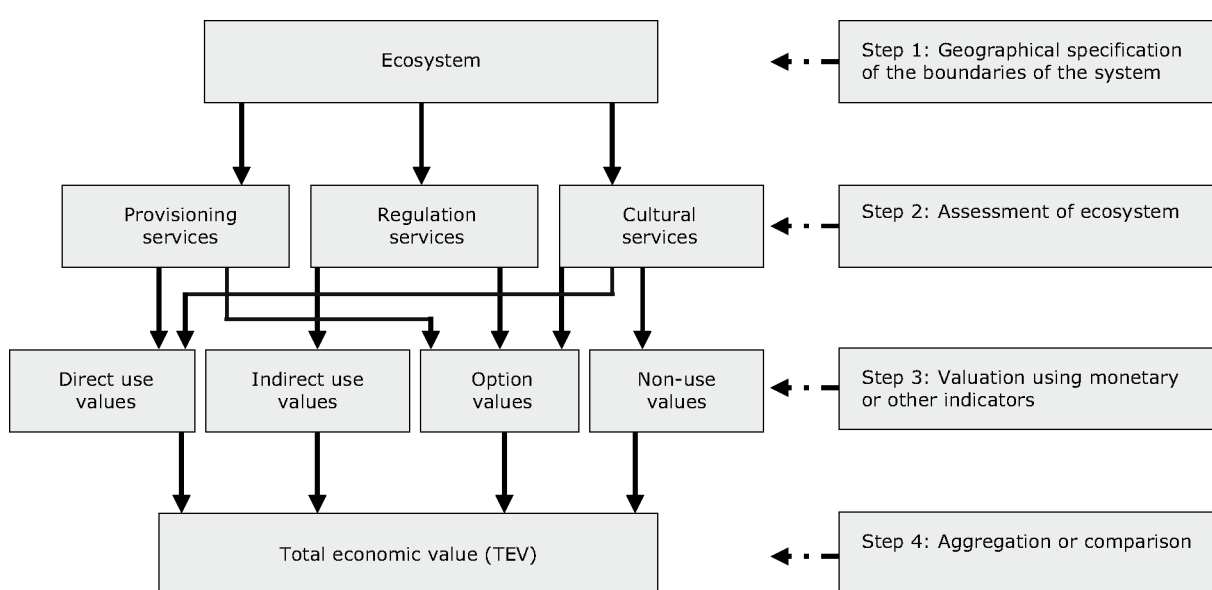 Ecosystem
Step 1: Geographical specification
of the boundaries of the system
Provisioning
services
Regulation
services
Cultural
services
Step 2: Assessment of ecosystem
Direct use
values
Indirect use
values
Option
values
Non-use
values
Step 3: Valuation using monetary
or other indicators
Total economic value (TEV)
Step 4: Aggregation or comparison